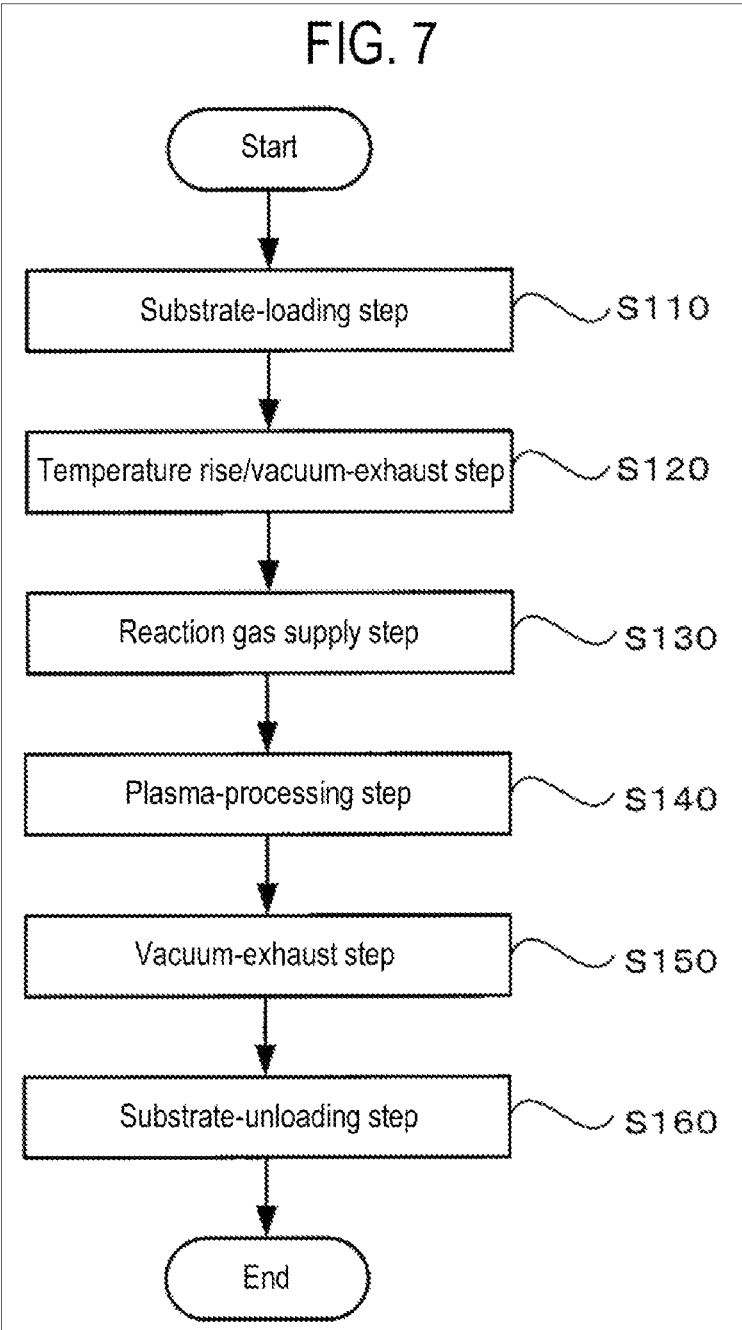 FIG. 7
Start
Substrate-loading step
S110
Temperature rise/vacuum-exhaust step
S120
Reaction gas supply step
S130
Plasma-processing step
S140
Vacuum-exhaust step
S150
Substrate-unloading step
S160
End